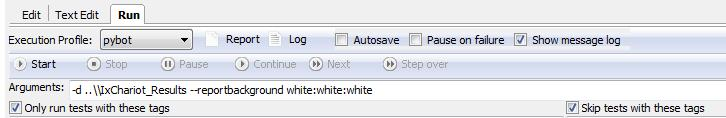 Edit Text Edit Run
Execution Profile: pybot Report Log Autosave Pause on failure Show message log
Start Stop Pause Continue Next Step over
Arguments: -d ..\\IxChariot_Results --reportbackground white:white:white
Only run tests with these tags Skip tests with these tags